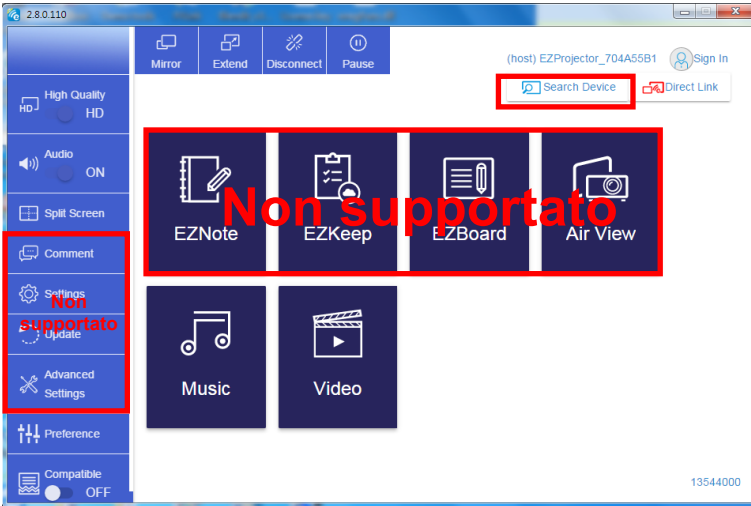 2.8.0.110
Mirror
Extend
Disconnect
Pause
(host) EZProjector_704A55B1
Sign In
Search Device
Direct Link
HD
High Quality
HD
Audio
ON
Split Screen
Comment
Settings
Update
Non
supportato
Advanced
Settings
Preference
Compatible
OFF
EZNote
EZKeep
EZBoard
Air View
Non supportato
Music
Video
13544000